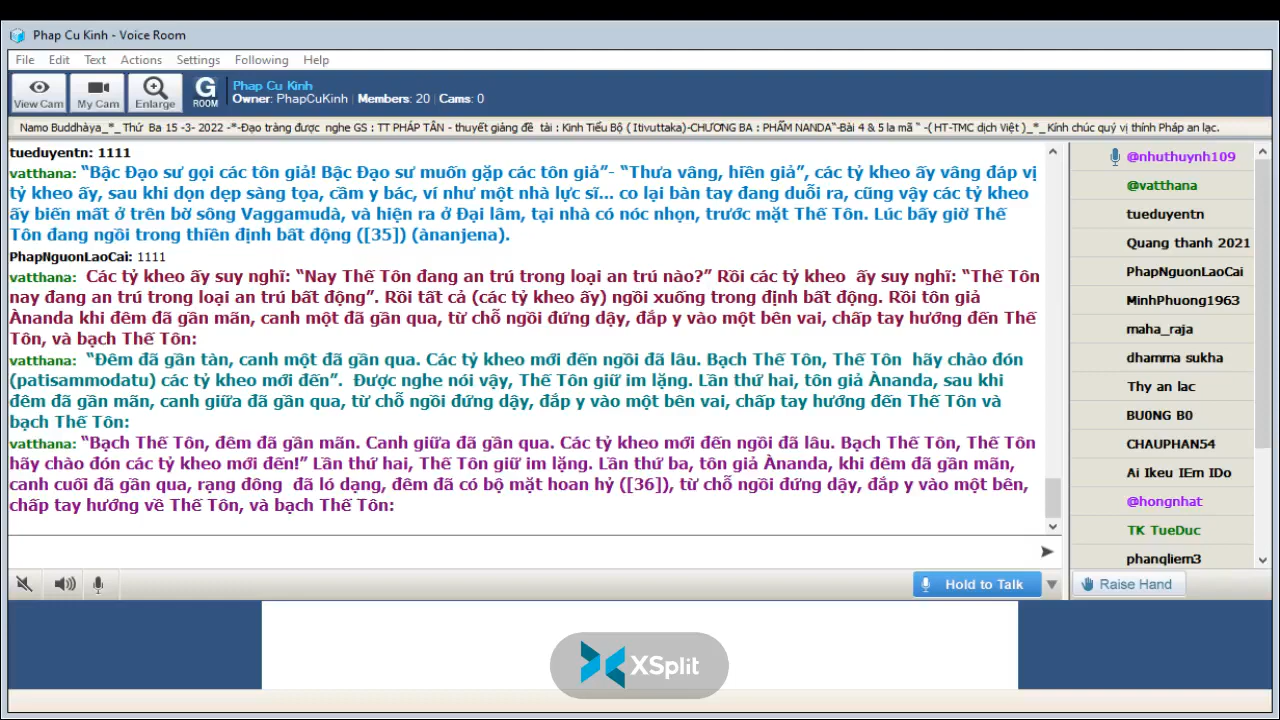 Phap Cu Kinh - Voice Room
File Edit Text Actions Settings Following Help
View Cam My Cam Enlarge G ROOM
Phap Cu Kinh
Owner: PhapCuKinh | Members: 20 | Cams: 0
Namo Buddhàya_*_ Thứ Ba 15 -3- 2022 -*-Đạo tràng được nghe GS : TT PHÁP TÂN - thuyết giảng đề tài : Kinh Tiểu Bộ ( Itivuttaka)-CHƯƠNG BA : PHẨM NANDA“-Bài 4 & 5 la mã “ -( HT-TMC dịch Việt )_*_ Kính chúc quý vị thính Pháp an lạc.
tueduyentn: 1111
vatthana: “Bậc Đạo sư gọi các tôn giả! Bậc Đạo sư muốn gặp các tôn giả”- “Thưa vâng, hiền giả”, các tỷ kheo ấy vâng đáp vị
tỷ kheo ấy, sau khi dọn dẹp sàng tọa, cầm y bác, ví như một nhà lực sĩ... co lại bàn tay đang duỗi ra, cũng vậy các tỷ kheo
ấy biến mất ở trên bờ sông Vaggamudà, và hiện ra ở Đại lâm, tại nhà có nóc nhọn, trước mặt Thế Tôn. Lúc bấy giờ Thế
Tôn đang ngồi trong thiền định bất động ([35]) (ànanjena).
PhapNguonLaoCai: 1111
vatthana: Các tỷ kheo ấy suy nghĩ: “Nay Thế Tôn đang an trú trong loại an trú nào?” Rồi các tỷ kheo ấy suy nghĩ: “Thế Tôn
nay đang an trú trong loại an trú bất động”. Rồi tất cả (các tỷ kheo ấy) ngồi xuống trong định bất động. Rồi tôn giả
Ànanda khi đêm đã gần mãn, canh một đã gần qua, từ chỗ ngồi đứng dậy, đắp y vào một bên vai, chấp tay hướng đến Thế
Tôn, và bạch Thế Tôn:
vatthana: “Đêm đã gần tàn, canh một đã gần qua. Các tỷ kheo mới đến ngồi đã lâu. Bạch Thế Tôn, Thế Tôn hãy chào đón
(patisammodatu) các tỷ kheo mới đến”. Được nghe nói vậy, Thế Tôn giữ im lặng. Lần thứ hai, tôn giả Ànanda, sau khi
đêm đã gần mãn, canh giữa đã gần qua, từ chỗ ngồi đứng dậy, đắp y vào một bên vai, chấp tay hướng đến Thế Tôn và
bạch Thế Tôn:
vatthana: “Bạch Thế Tôn, đêm đã gần mãn. Canh giữa đã gần qua. Các tỷ kheo mới đến ngồi đã lâu. Bạch Thế Tôn, Thế Tôn
hãy chào đón các tỷ kheo mới đến!” Lần thứ hai, Thế Tôn giữ im lặng. Lần thứ ba, tôn giả Ànanda, khi đêm đã gần mãn,
canh cuối đã gần qua, rạng đông đã ló dạng, đêm đã có bộ mặt hoan hỷ ([36]), từ chỗ ngồi đứng dậy, đắp y vào một bên,
chấp tay hướng về Thế Tôn, và bạch Thế Tôn:
@nhuthuynh109
@vatthana
tueduyentn
Quang thanh 2021
PhapNguonLaoCai
MinhPhuong1963
maha_raja
dhamma sukha
Thy an lac
BU0NG B0
CHAUPHAN54
Ai Ikeu IEm IDo
@hongnhat
TK TueDuc
phanqliem3
Hold to Talk
Raise Hand
XSplit